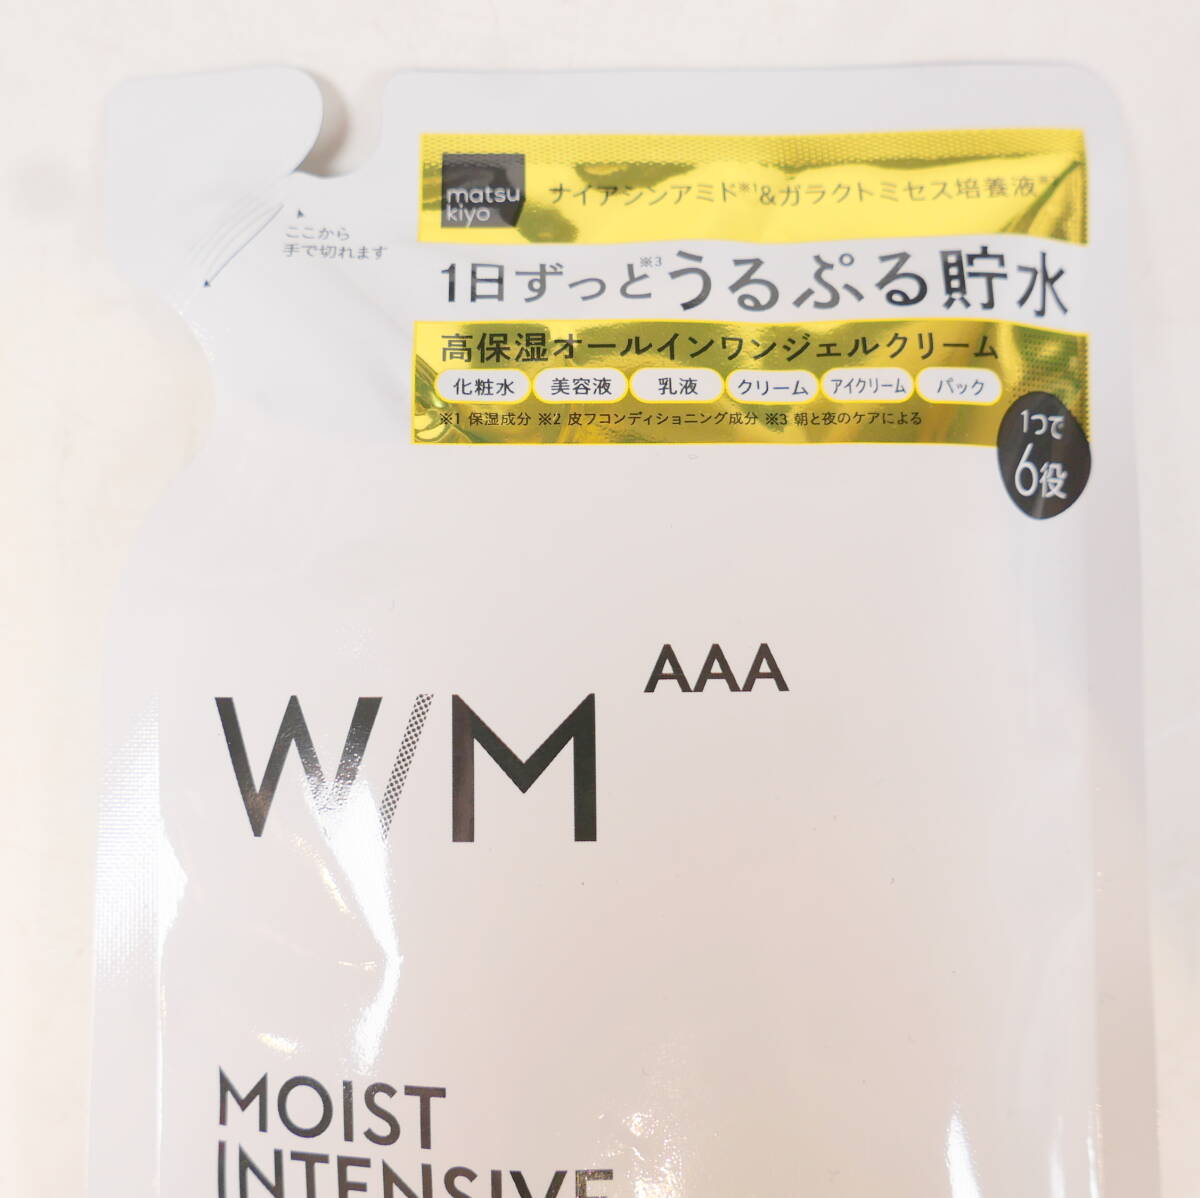 matsu
kiyo
ナイアシンアミド※1&ガラクトミセス培養液※2
ここから
手で切れます
1日ずっと※3うるぷる貯水
高保湿オールインワンジェルクリーム
化粧水 美容液 乳液 クリーム アイクリーム パック
※1 保湿成分 ※2 皮フコンディショニング成分 ※3 朝と夜のケアによる
1つで
6役
W/M AAA
MOIST
INTENSIVE